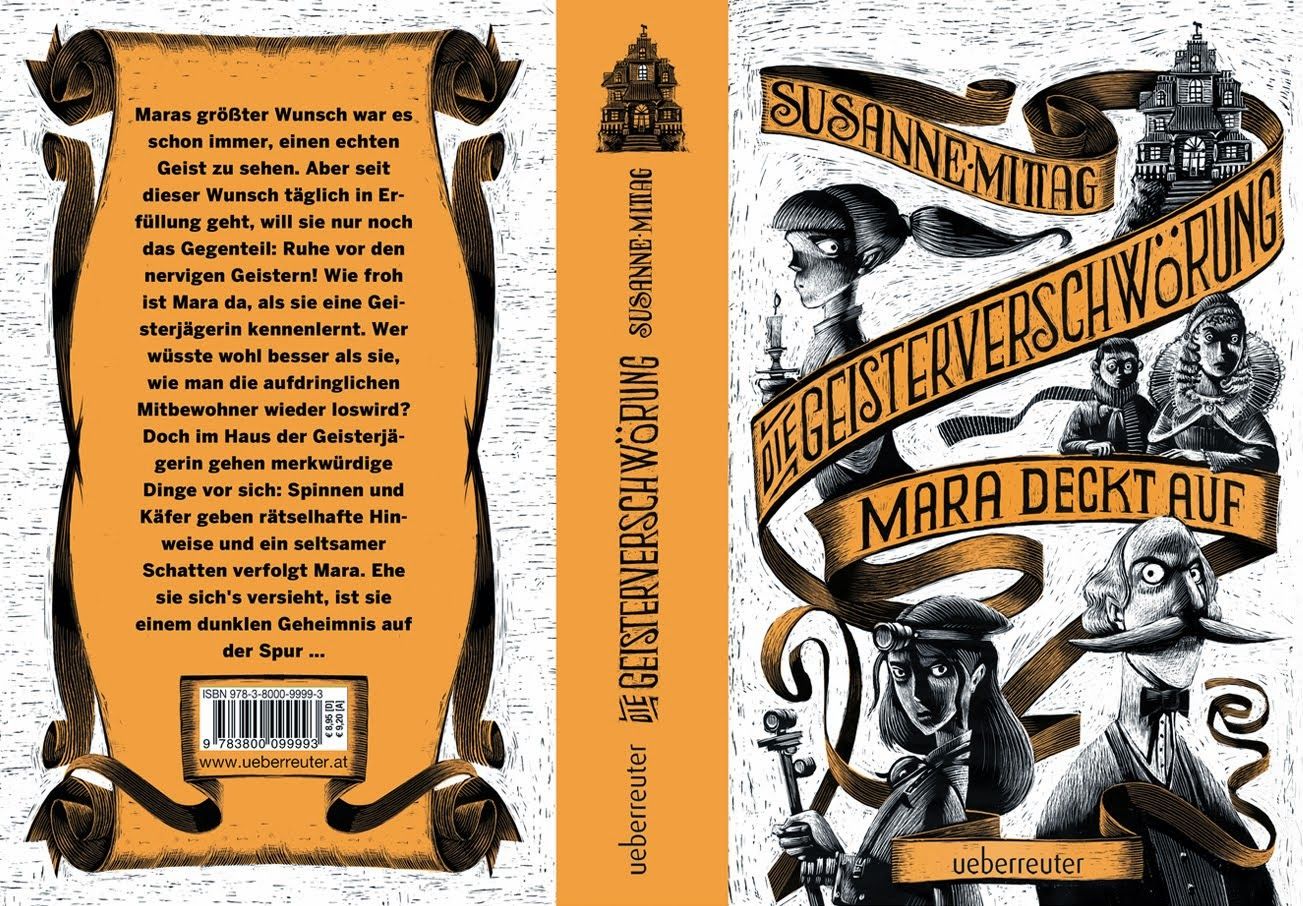 Maras größter Wunsch war es
schon immer, einen echten
Geist zu sehen. Aber seit
dieser Wunsch täglich in Er-
füllung geht, will sie nur noch
das Gegenteil: Ruhe vor den
nervigen Geistern! Wie froh
ist Mara da, als sie eine Gei-
sterjägerin kennenlernt. Wer
wüsste wohl besser als sie,
wie man die aufdringlichen
Mitbewohner wieder loswird?
Doch im Haus der Geisterjä-
gerin gehen merkwürdige
Dinge vor sich: Spinnen und
Käfer geben rätselhafte Hin-
weise und ein seltsamer
Schatten verfolgt Mara. Ehe
sie sich's versieht, ist sie
einem dunklen Geheimnis auf
der Spur ...
ISBN 978-3-8000-9999-3
€ 8,95 [D]
€ 9,20 [A]
9 783800 099993
www.ueberreuter.at
ueberreuter DIE GEISTERVERSCHWÖRUNG SUSANNE·MITTAG
SUSANNE·MITTAG
DIE GEISTERVERSCHWÖRUNG
MARA DECKT AUF
ueberreuter